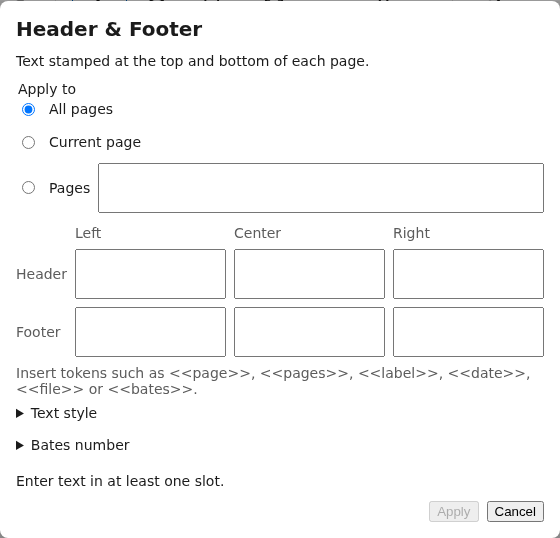 Header & Footer
Text stamped at the top and bottom of each page.
Apply to
All pages
Current page
Pages
Left Center Right
Header
Footer
Insert tokens such as <<page>>, <<pages>>, <<label>>, <<date>>,
<<file>> or <<bates>>.
Text style
Bates number
Enter text in at least one slot.
Apply Cancel